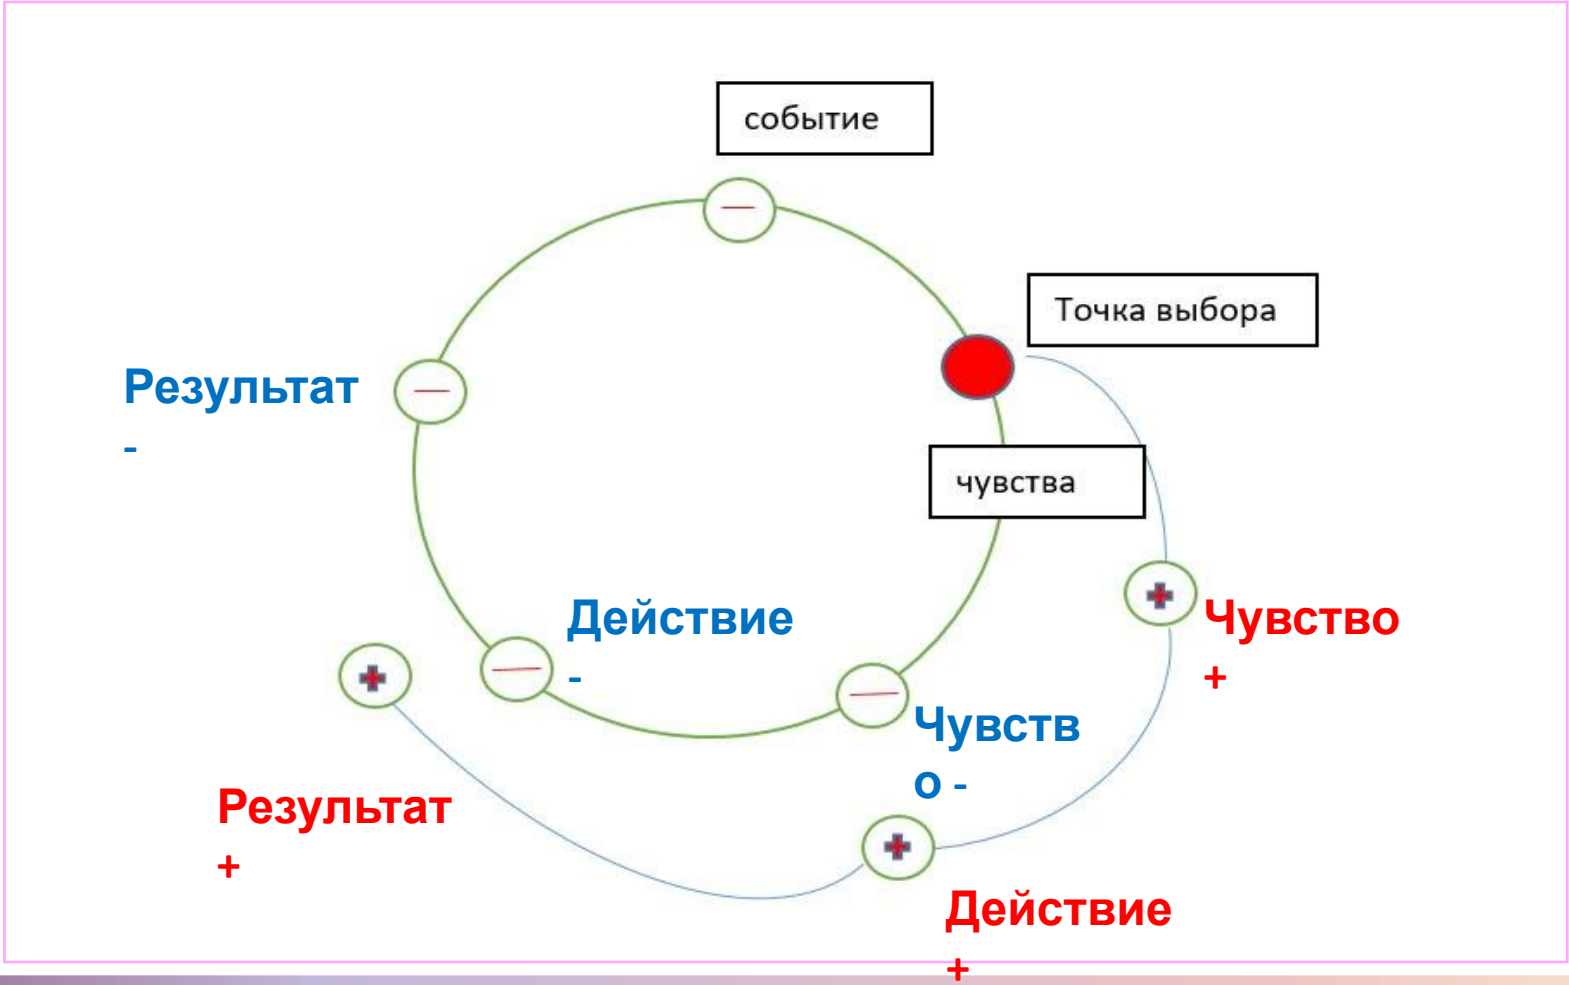 событие
Точка выбора
Результат
-
чувства
Действие
-
Чувство
+
Чувств
о -
Результат
+
Действие
+